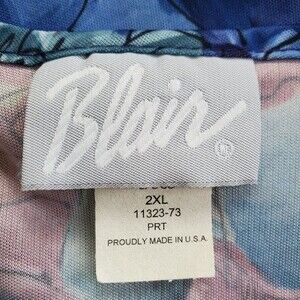 Blair®
2XL
11323-73
PRT
PROUDLY MADE IN U.S.A.